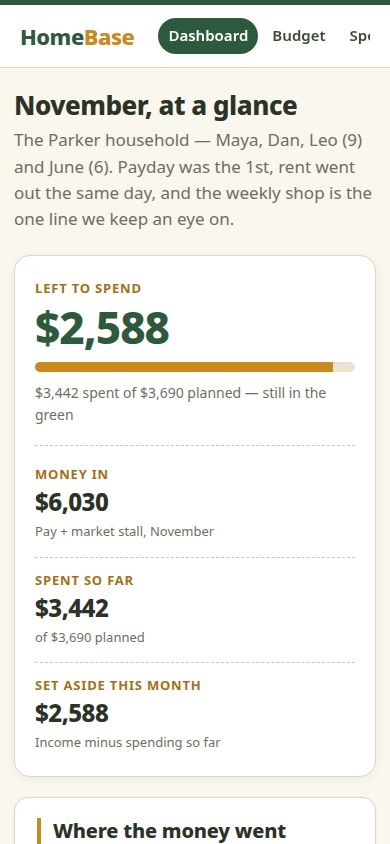 HomeBase
Dashboard
Budget
November, at a glance
The Parker household — Maya, Dan, Leo (9)
and June (6). Payday was the 1st, rent went
out the same day, and the weekly shop is the
one line we keep an eye on.
LEFT TO SPEND
$2,588
$3,442 spent of $3,690 planned — still in the
green
MONEY IN
$6,030
Pay + market stall, November
SPENT SO FAR
$3,442
of $3,690 planned
SET ASIDE THIS MONTH
$2,588
Income minus spending so far
Where the money went